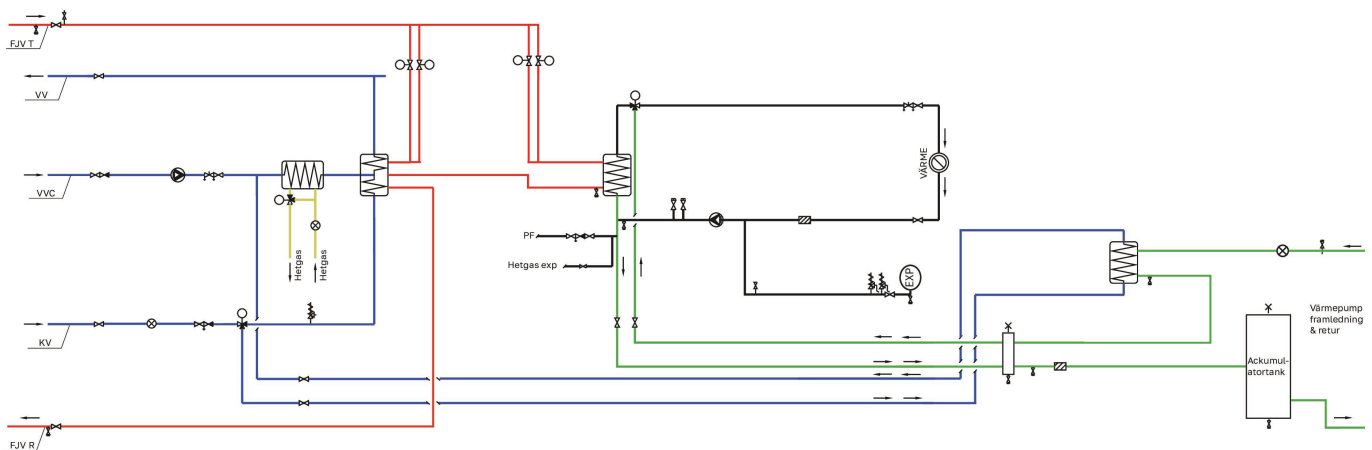 FJV T
VV
VVC
Hetgas
Hetgas
KV
FJV R
PF
Hetgas exp
VÄRME
EXP
Värmepump
framledning
& retur
Ackumul-
atortank